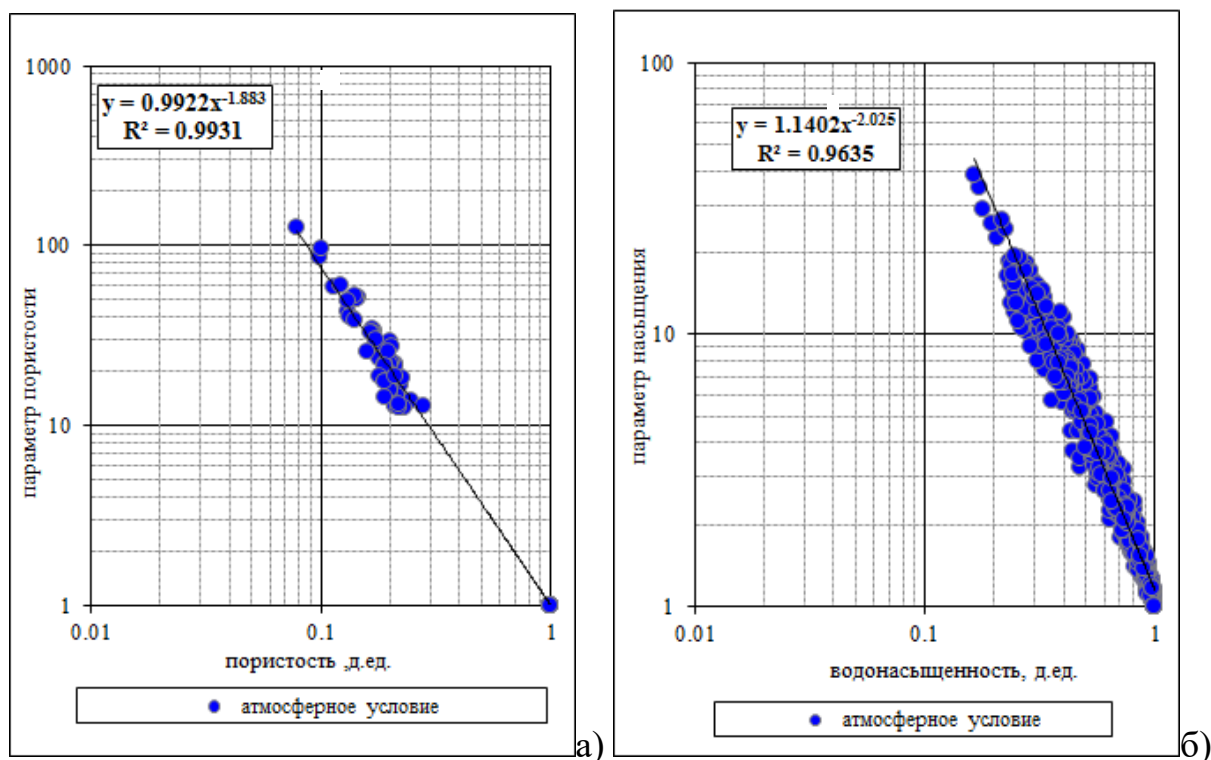 1000
100
10
1
0.01
0.1
1
y = 0.9922x^-1.883
R² = 0.9931
параметр пористости
пористость ,д.ед.
атмосферное условие
а)
100
10
1
0.01
0.1
1
y = 1.1402x^-2.025
R² = 0.9635
параметр насыщения
водонасыщенность, д.ед.
атмосферное условие
б)